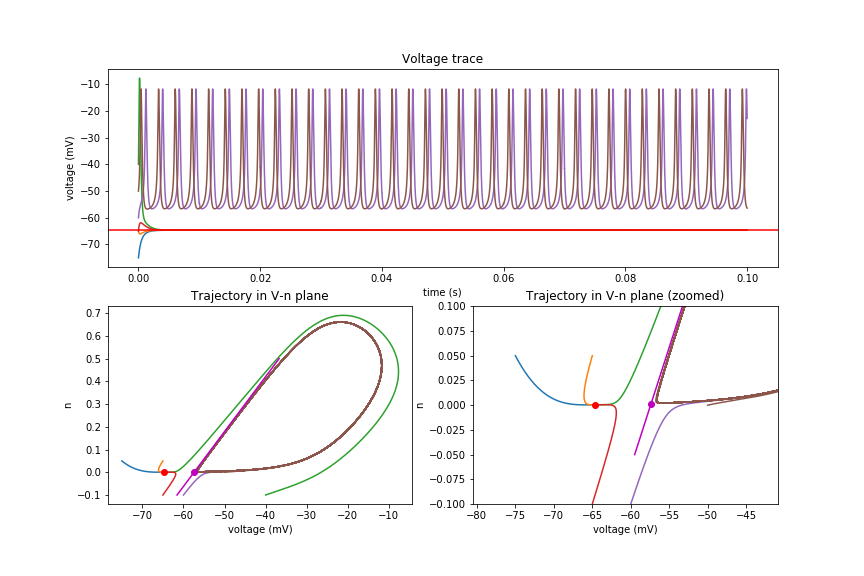 Voltage trace
voltage (mV)
−10
−20
−30
−40
−50
−60
−70
0.00 0.02 0.04 0.06 0.08 0.10
time (s)
Trajectory in V-n plane
n
0.7
0.6
0.5
0.4
0.3
0.2
0.1
0.0
−0.1
−70 −60 −50 −40 −30 −20 −10
voltage (mV)
Trajectory in V-n plane (zoomed)
n
0.100
0.075
0.050
0.025
0.000
−0.025
−0.050
−0.075
−0.100
−80 −75 −70 −65 −60 −55 −50 −45
voltage (mV)